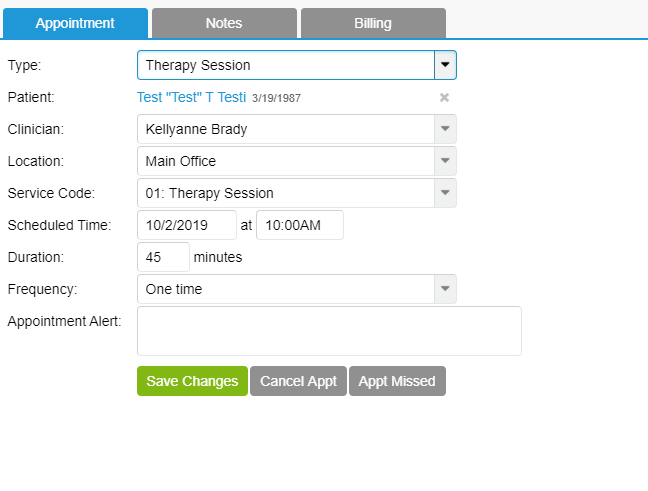 Appointment Notes Billing
Type: Therapy Session
Patient: Test "Test" T Testi 3/19/1987
Clinician: Kellyanne Brady
Location: Main Office
Service Code: 01: Therapy Session
Scheduled Time: 10/2/2019 at 10:00AM
Duration: 45 minutes
Frequency: One time
Appointment Alert:
Save Changes Cancel Appt Appt Missed